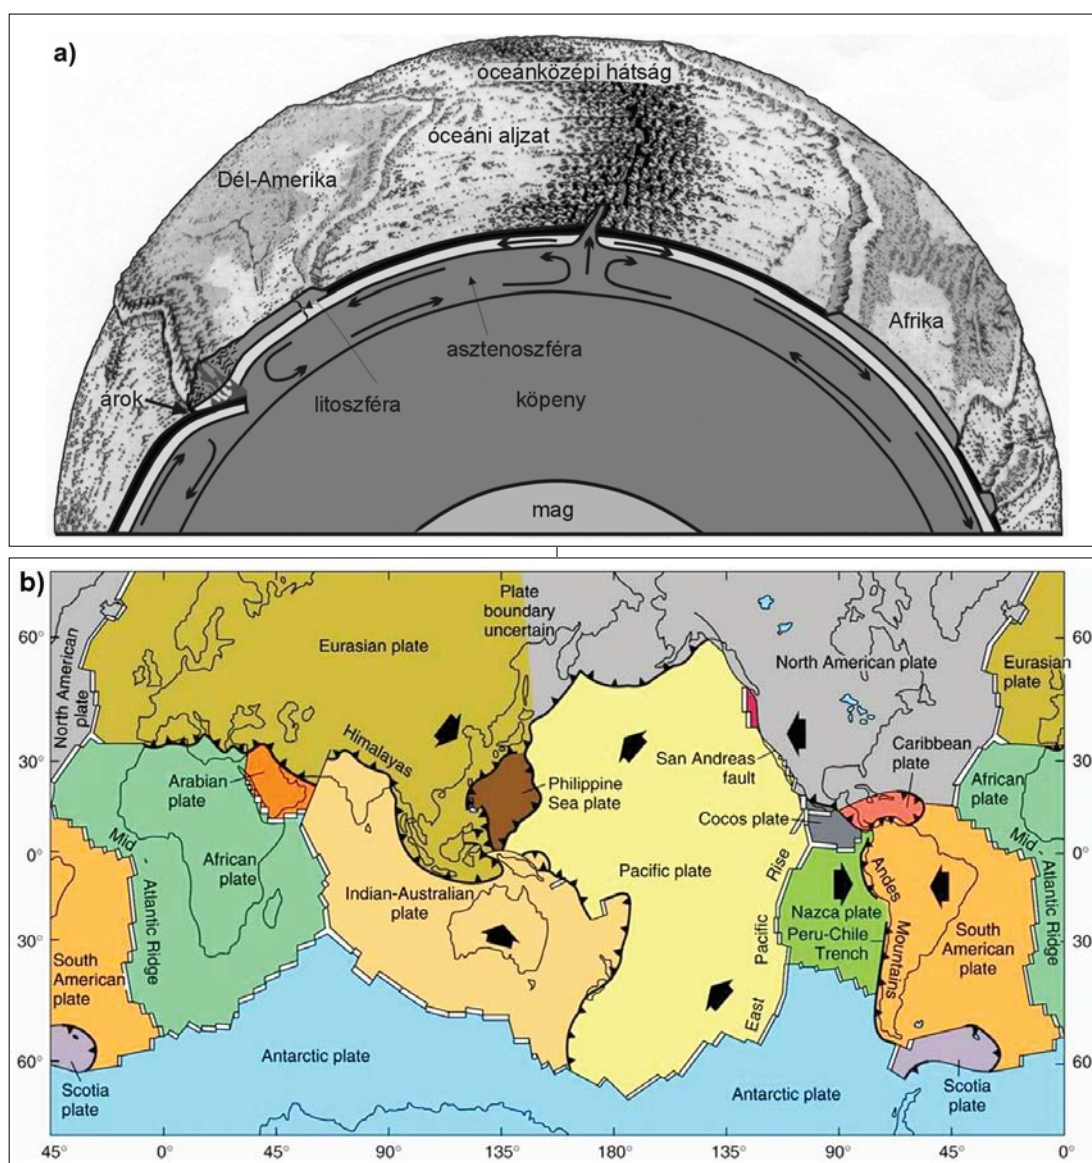 a)
óceánközépi hátság
óceáni aljzat
Dél-Amerika
Afrika
asztenoszféra
árok
litoszféra
köpeny
mag
b)
60°
30°
0°
30°
60°
North American
plate
Eurasian plate
Plate
boundary
uncertain
North American plate
Eurasian
plate
60
30°
0°
30°
60°
Himalayas
San Andreas
fault
Caribbean
plate
Arabian
plate
Philippine
Sea plate
African
plate
Cocos plate
Mid
Atlantic Ridge
African
plate
Pacific plate
Indian-Australian
plate
East
Pacific
Rise
Nazca plate
Peru-Chile
Trench
Andes
Mountains
South
American
plate
Mid
Atlantic Ridge
South
American
plate
Antarctic plate
Antarctic plate
Scotia
plate
Scotia
plate
45°
0°
45°
90°
135°
180°
135°
90°
45°
0°